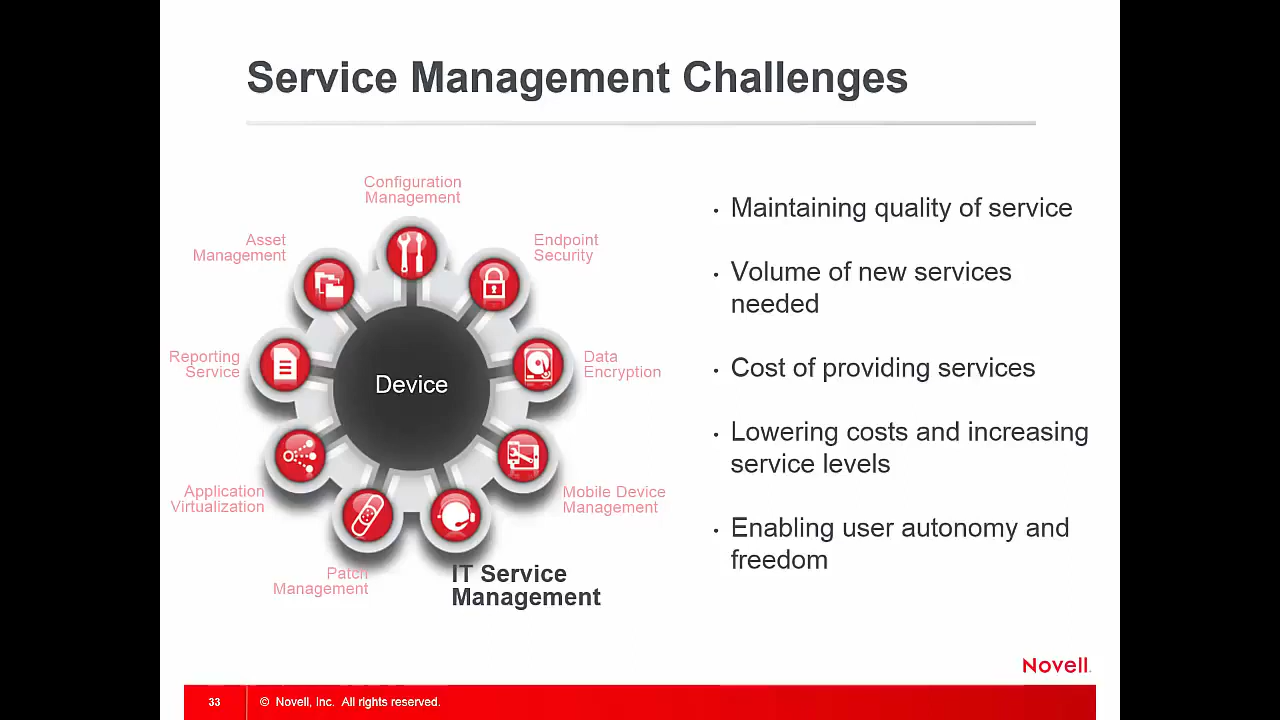 Service Management Challenges
Configuration
Management
Asset
Management
Endpoint
Security
Reporting
Service
Device
Data
Encryption
Application
Virtualization
Mobile Device
Management
Patch
Management
IT Service
Management
• Maintaining quality of service
• Volume of new services
needed
• Cost of providing services
• Lowering costs and increasing
service levels
• Enabling user autonomy and
freedom
Novell.
33
© Novell, Inc. All rights reserved.